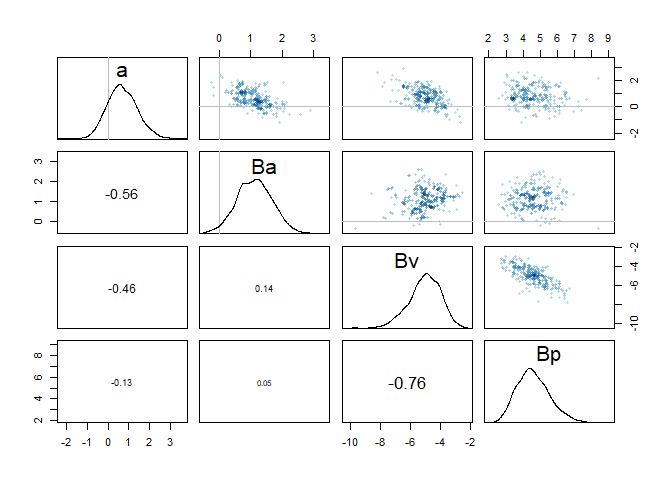 0 1 2 3
2 3 4 5 6 7 8 9
a
-2 0 2
0 1 2 3
-0.56
Ba
-0.46
0.14
Bv
-10 -6 -4 -2
2 4 6 8
-0.13
0.05
-0.76
Bp
-2 -1 0 1 2 3
-10 -8 -6 -4 -2